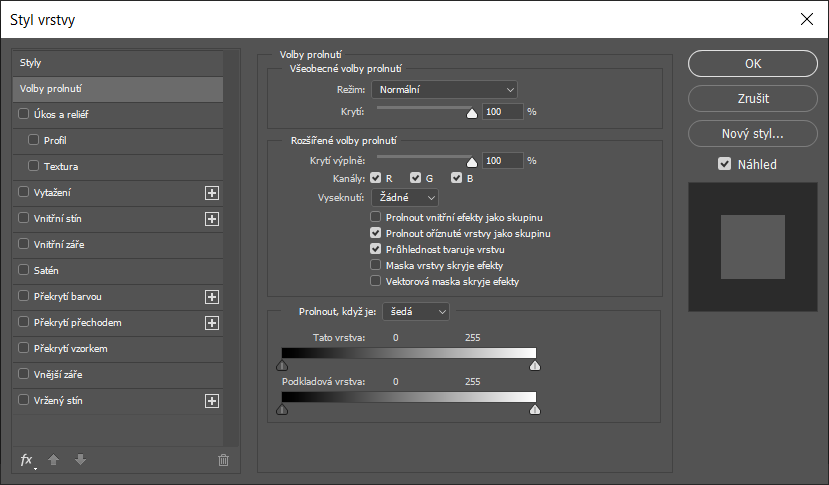 Styl vrstvy
Styly
Volby prolnutí
Úkos a reliéf
Profil
Textura
Vytažení
Vnitřní stín
Vnitřní záře
Satén
Překrytí barvou
Překrytí přechodem
Překrytí vzorkem
Vnější záře
Vržený stín
fx
Volby prolnutí
Všeobecné volby prolnutí
Režim: Normální
Krytí: 100 %
Rozšířené volby prolnutí
Krytí výplně: 100 %
Kanály: R G B
Vyseknutí: Žádné
Prolnout vnitřní efekty jako skupinu
Prolnout oříznuté vrstvy jako skupinu
Průhlednost tvaruje vrstvu
Maska vrstvy skryje efekty
Vektorová maska skryje efekty
Prolnout, když je: šedá
Tato vrstva: 0 255
Podkladová vrstva: 0 255
OK
Zrušit
Nový styl...
Náhled